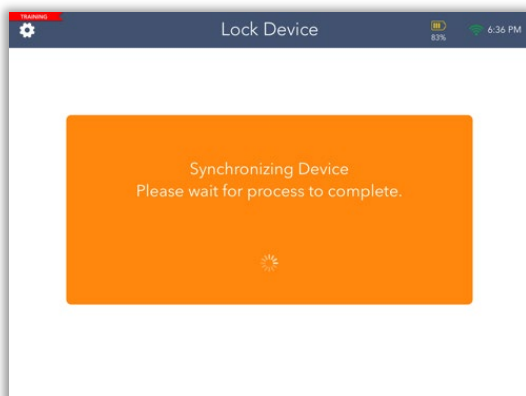 TRAINING
Lock Device
83%
6:36 PM
Synchronizing Device
Please wait for process to complete.